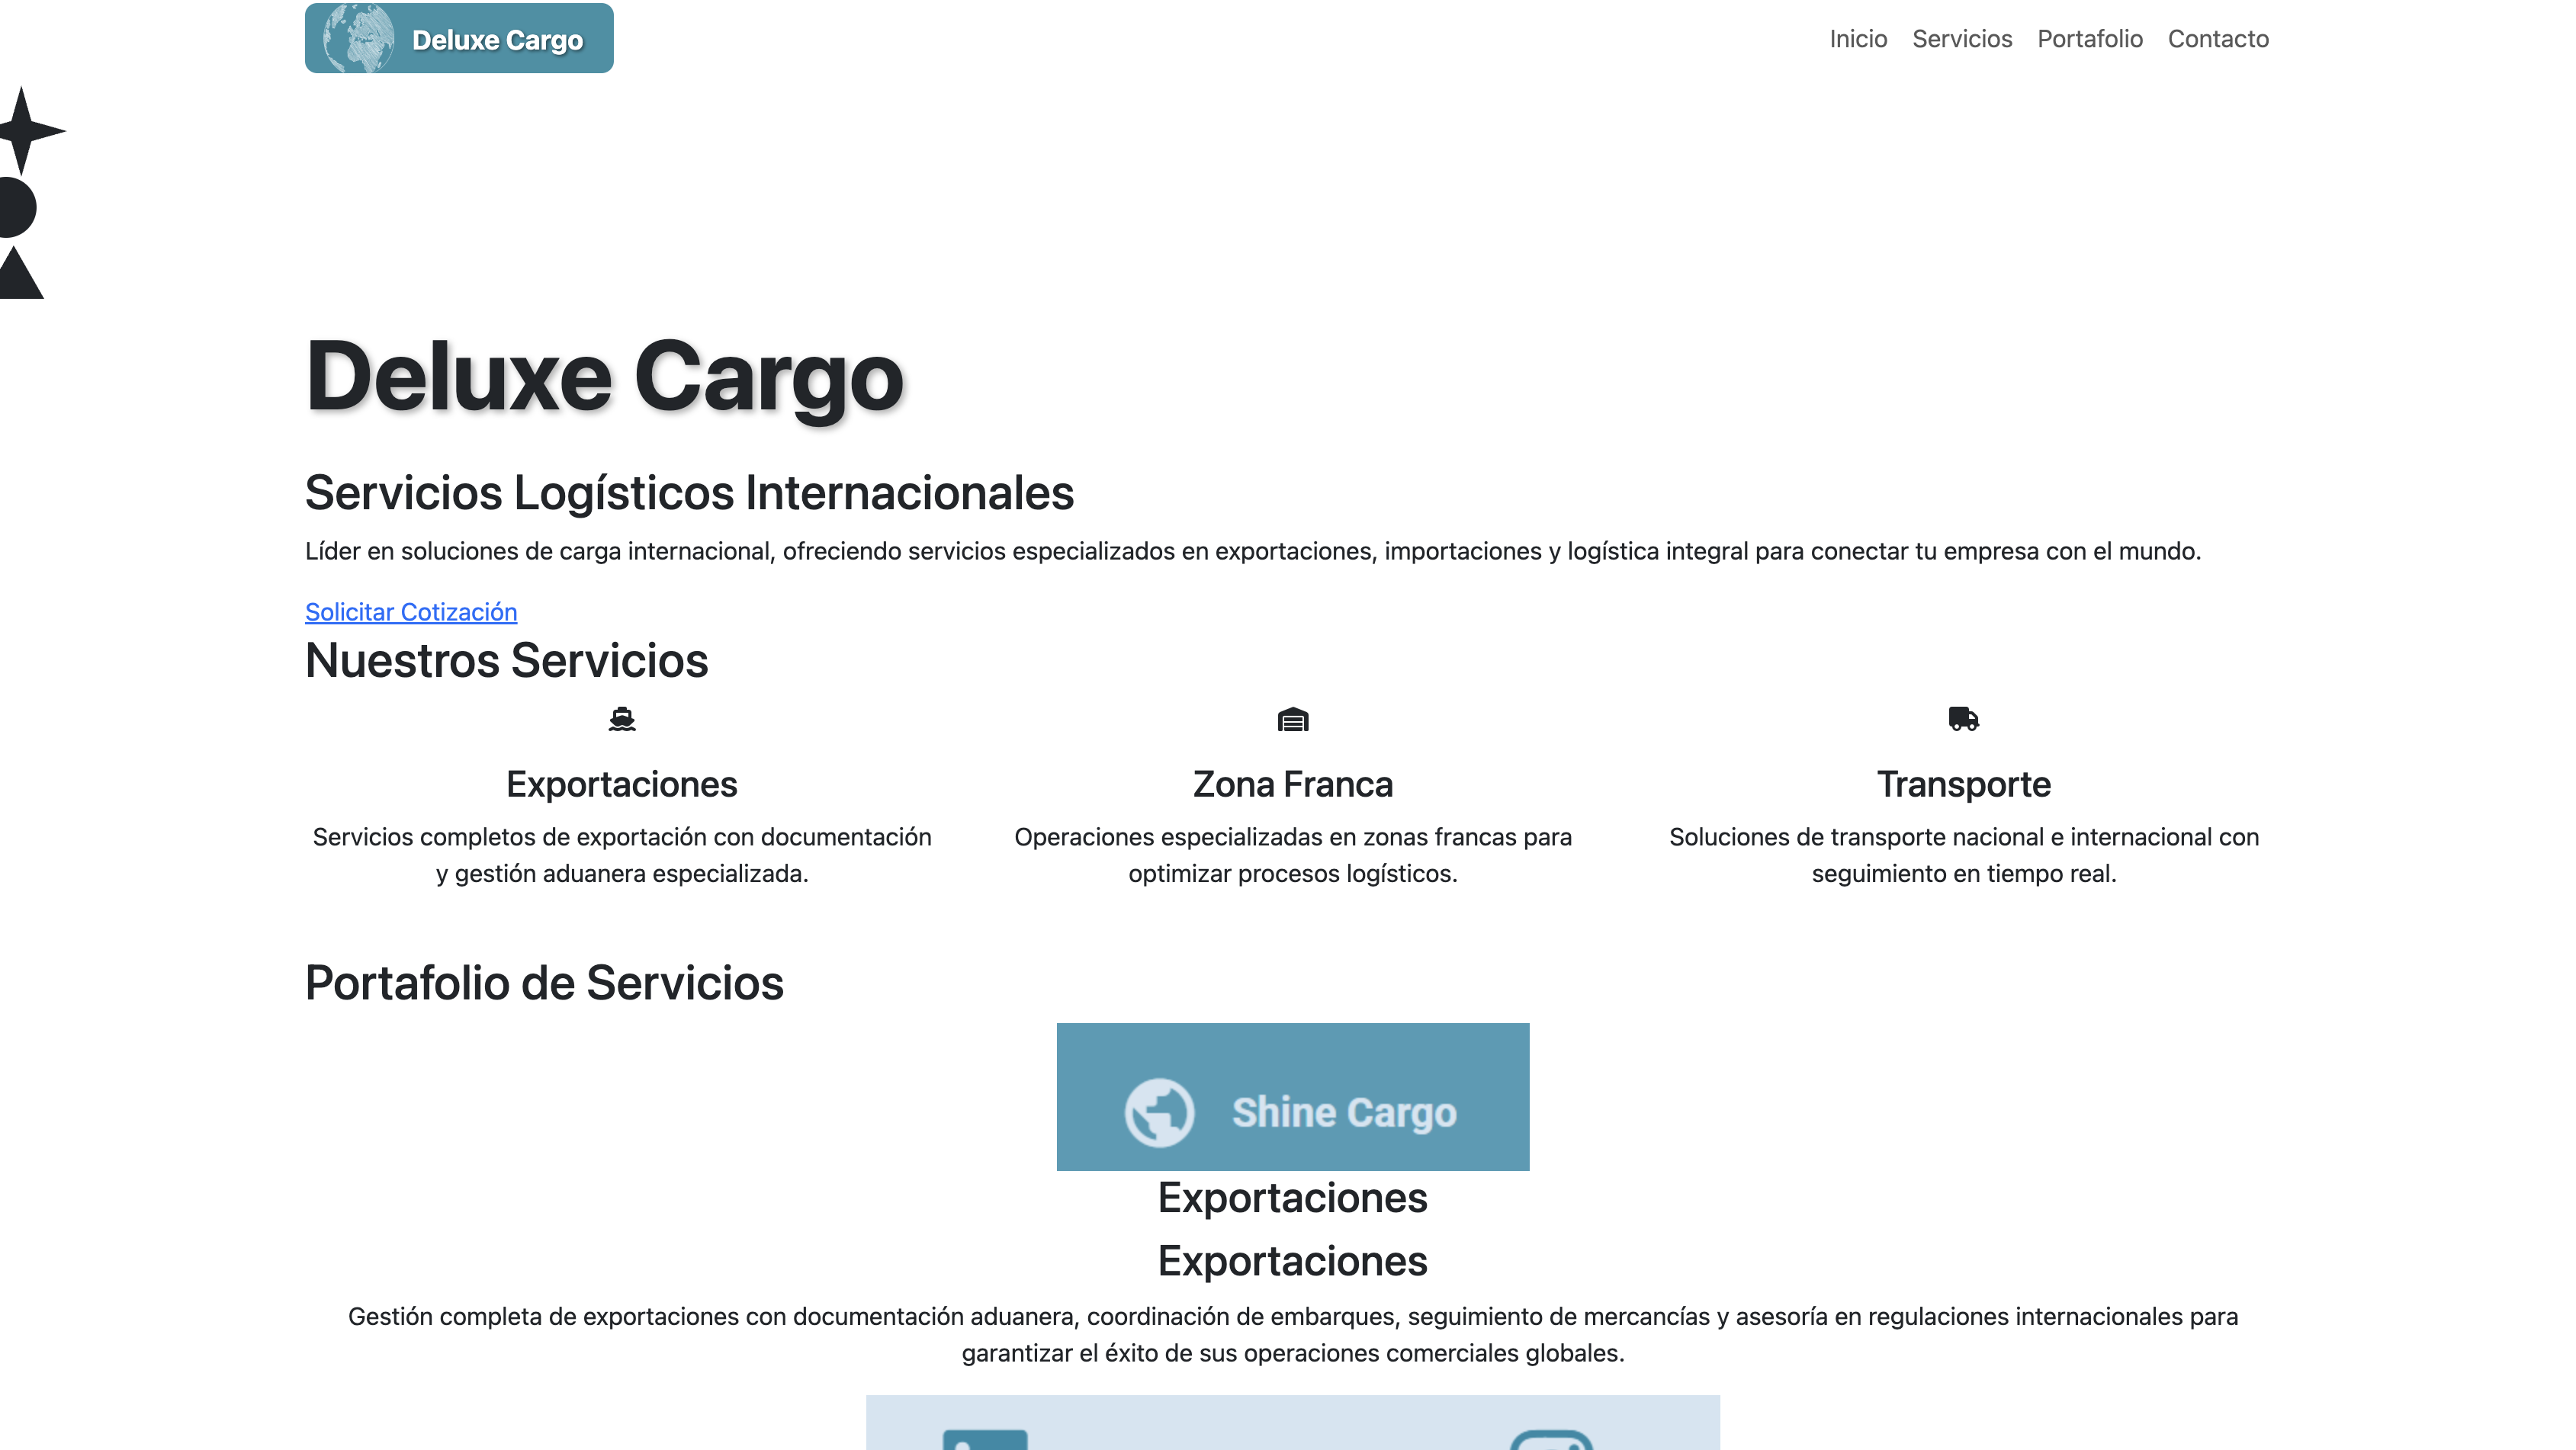 Deluxe Cargo
Inicio Servicios Portafolio Contacto
Deluxe Cargo
Servicios Logísticos Internacionales
Líder en soluciones de carga internacional, ofreciendo servicios especializados en exportaciones, importaciones y logística integral para conectar tu empresa con el mundo.
Solicitar Cotización
Nuestros Servicios
Exportaciones
Servicios completos de exportación con documentación
y gestión aduanera especializada.
Zona Franca
Operaciones especializadas en zonas francas para
optimizar procesos logísticos.
Transporte
Soluciones de transporte nacional e internacional con
seguimiento en tiempo real.
Portafolio de Servicios
Shine Cargo
Exportaciones
Exportaciones
Gestión completa de exportaciones con documentación aduanera, coordinación de embarques, seguimiento de mercancías y asesoría en regulaciones internacionales para
garantizar el éxito de sus operaciones comerciales globales.